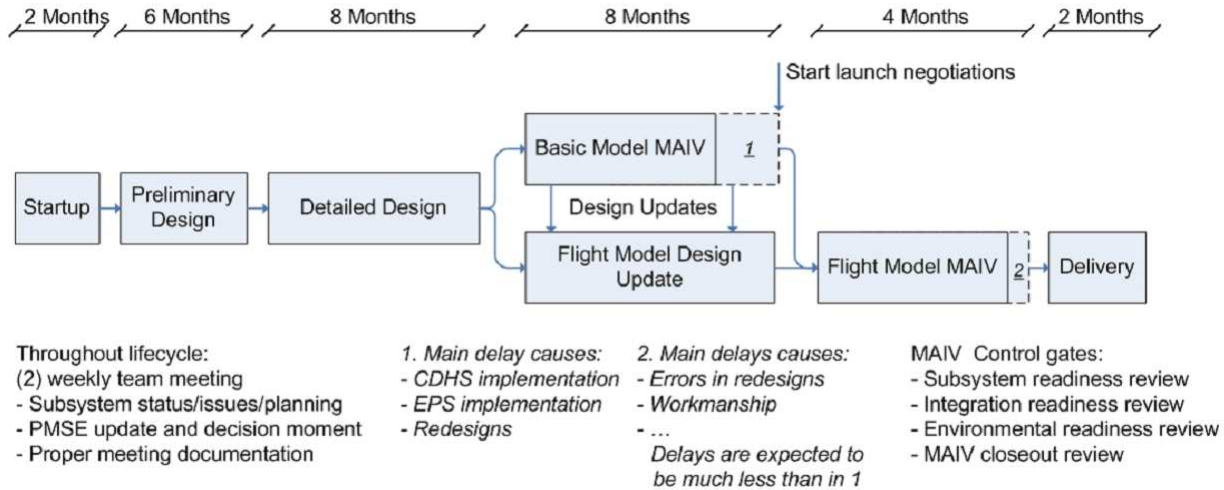 2 Months
6 Months
8 Months
8 Months
4 Months
2 Months
Start launch negotiations
Basic Model MAIV
1
Startup
Preliminary
Design
Detailed Design
Design Updates
Flight Model Design
Update
Flight Model MAIV
2
Delivery
Throughout lifecycle:
(2) weekly team meeting
- Subsystem status/issues/planning
- PMSE update and decision moment
- Proper meeting documentation
1. Main delay causes:
- CDHS implementation
- EPS implementation
- Redesigns
2. Main delays causes:
- Errors in redesigns
- Workmanship
- ...
Delays are expected to
be much less than in 1
MAIV Control gates:
- Subsystem readiness review
- Integration readiness review
- Environmental readiness review
- MAIV closeout review